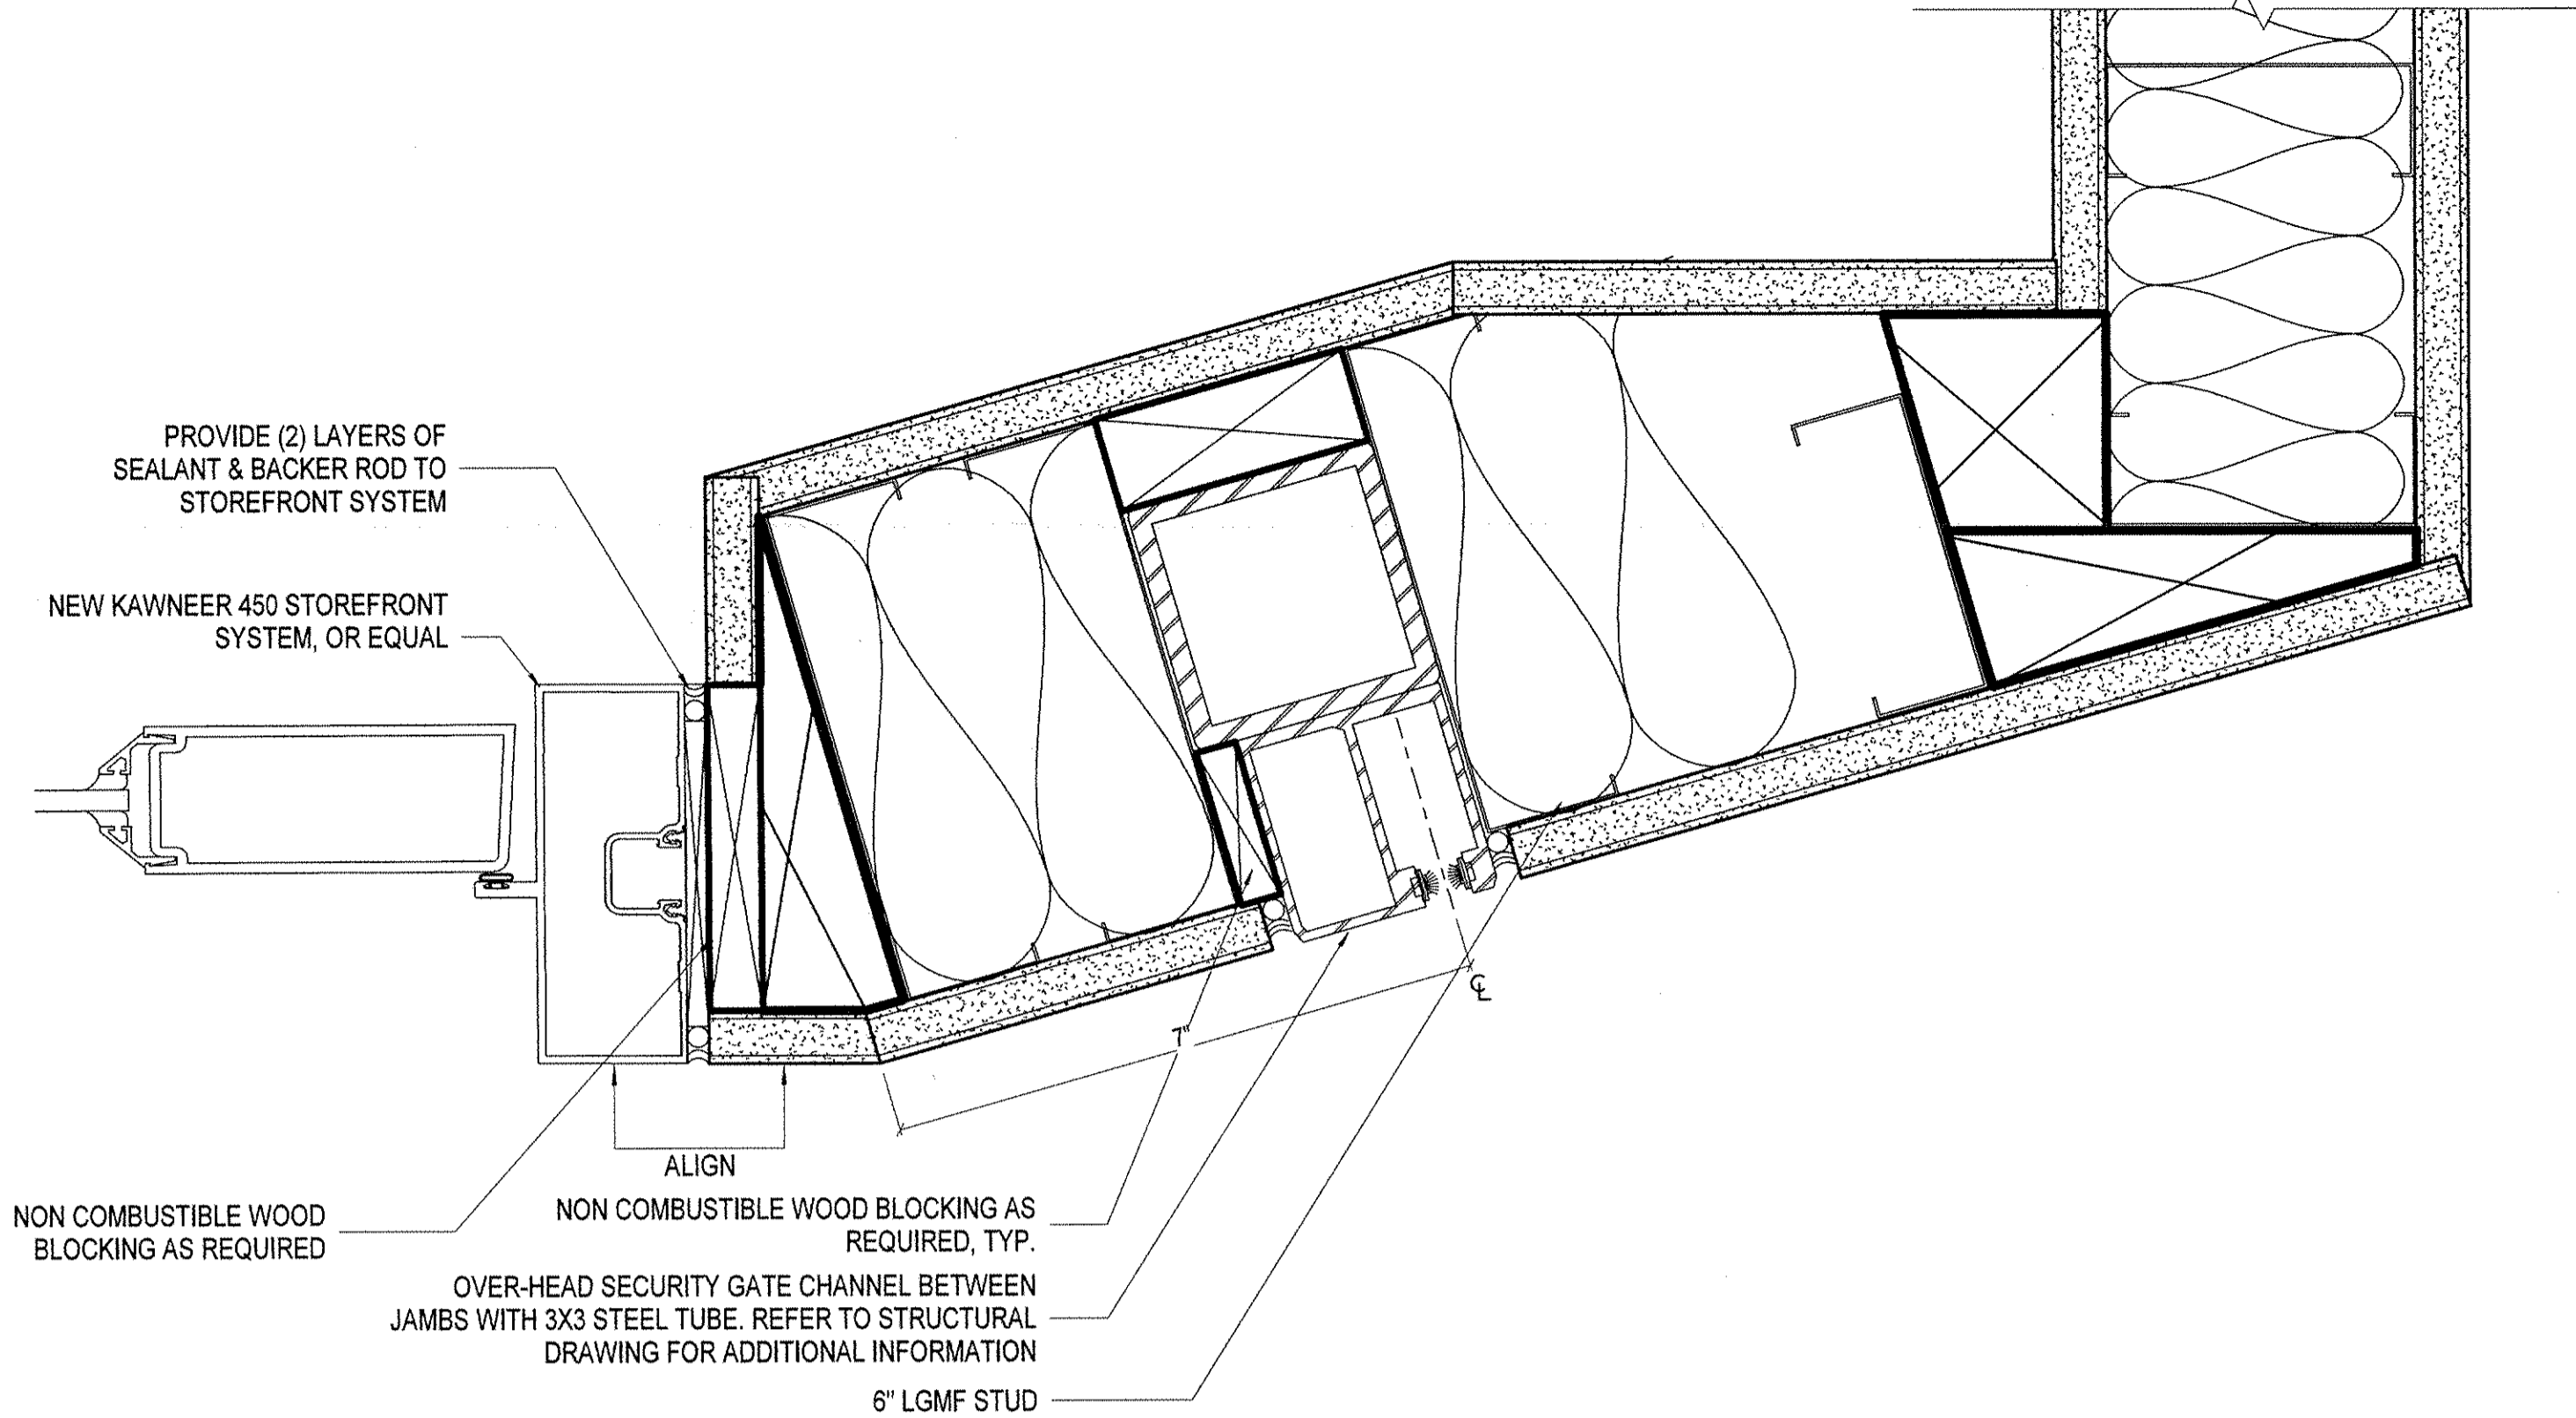 PROVIDE (2) LAYERS OF
SEALANT & BACKER ROD TO
STOREFRONT SYSTEM
NEW KAWNEER 450 STOREFRONT
SYSTEM, OR EQUAL
℄
7"
ALIGN
NON COMBUSTIBLE WOOD
BLOCKING AS REQUIRED
NON COMBUSTIBLE WOOD BLOCKING AS
REQUIRED, TYP.
OVER-HEAD SECURITY GATE CHANNEL BETWEEN
JAMBS WITH 3X3 STEEL TUBE. REFER TO STRUCTURAL
DRAWING FOR ADDITIONAL INFORMATION
6" LGMF STUD